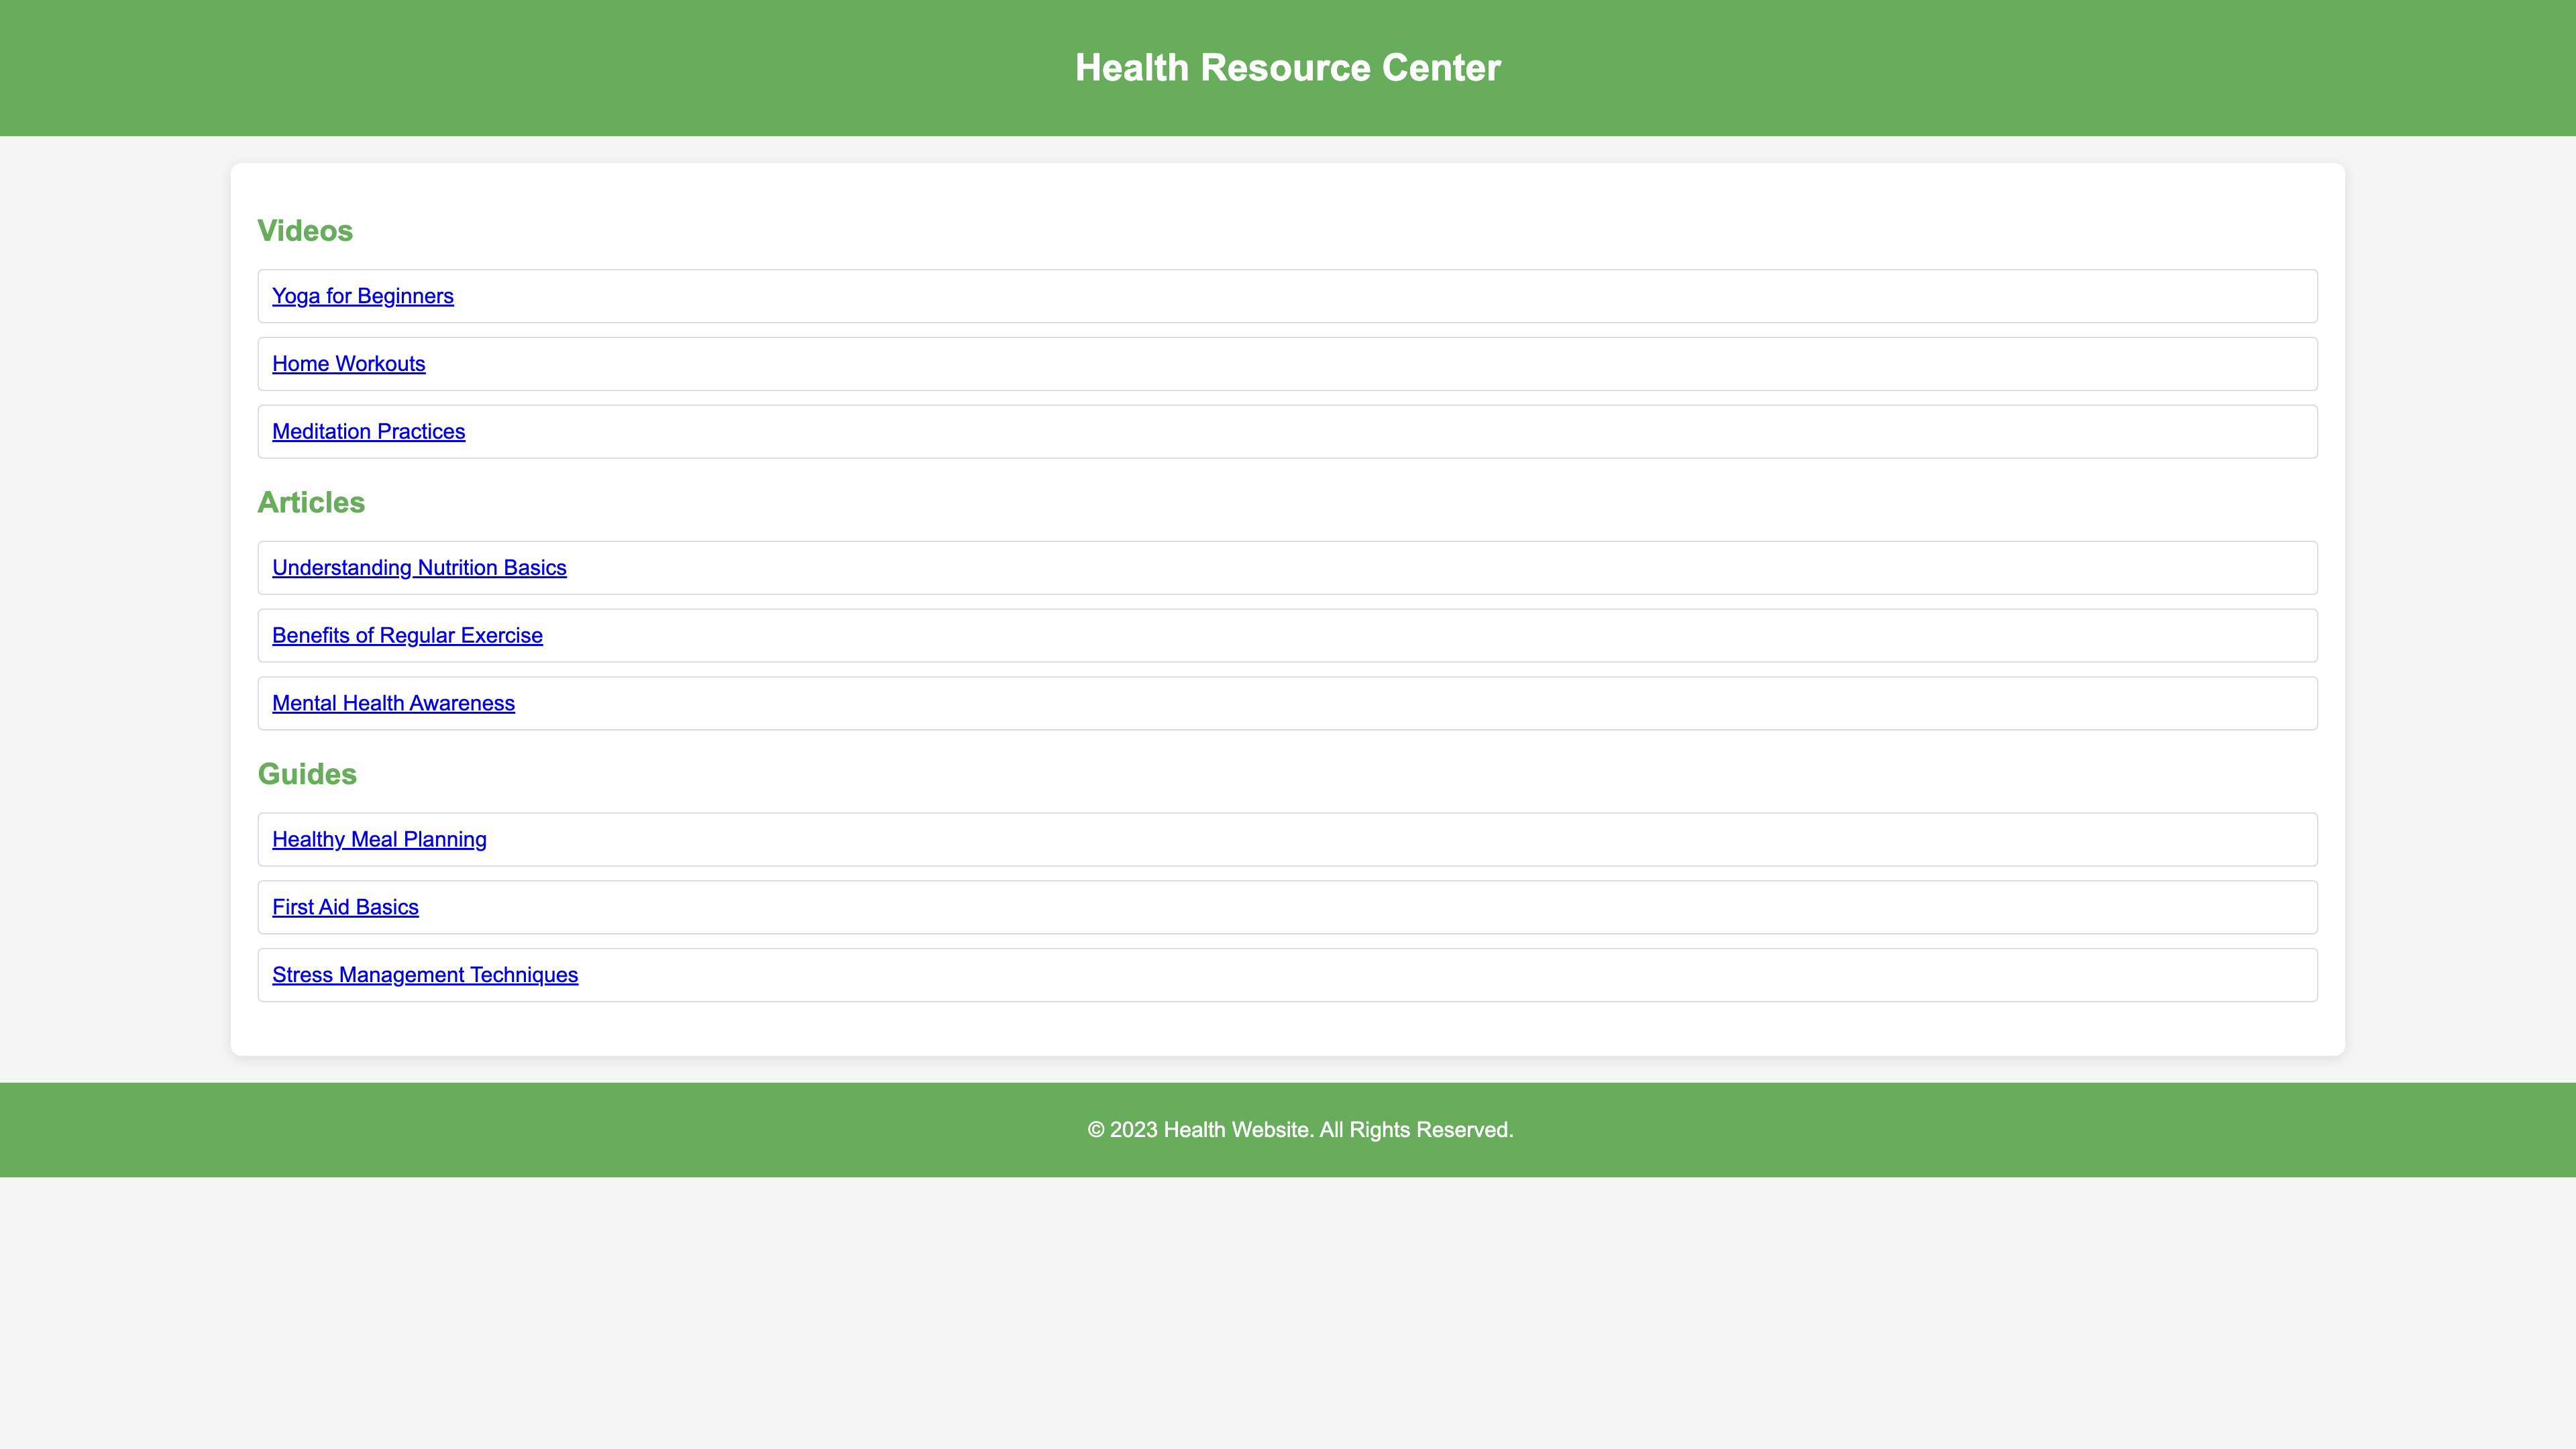 Health Resource Center
Videos
Yoga for Beginners
Home Workouts
Meditation Practices
Articles
Understanding Nutrition Basics
Benefits of Regular Exercise
Mental Health Awareness
Guides
Healthy Meal Planning
First Aid Basics
Stress Management Techniques
© 2023 Health Website. All Rights Reserved.